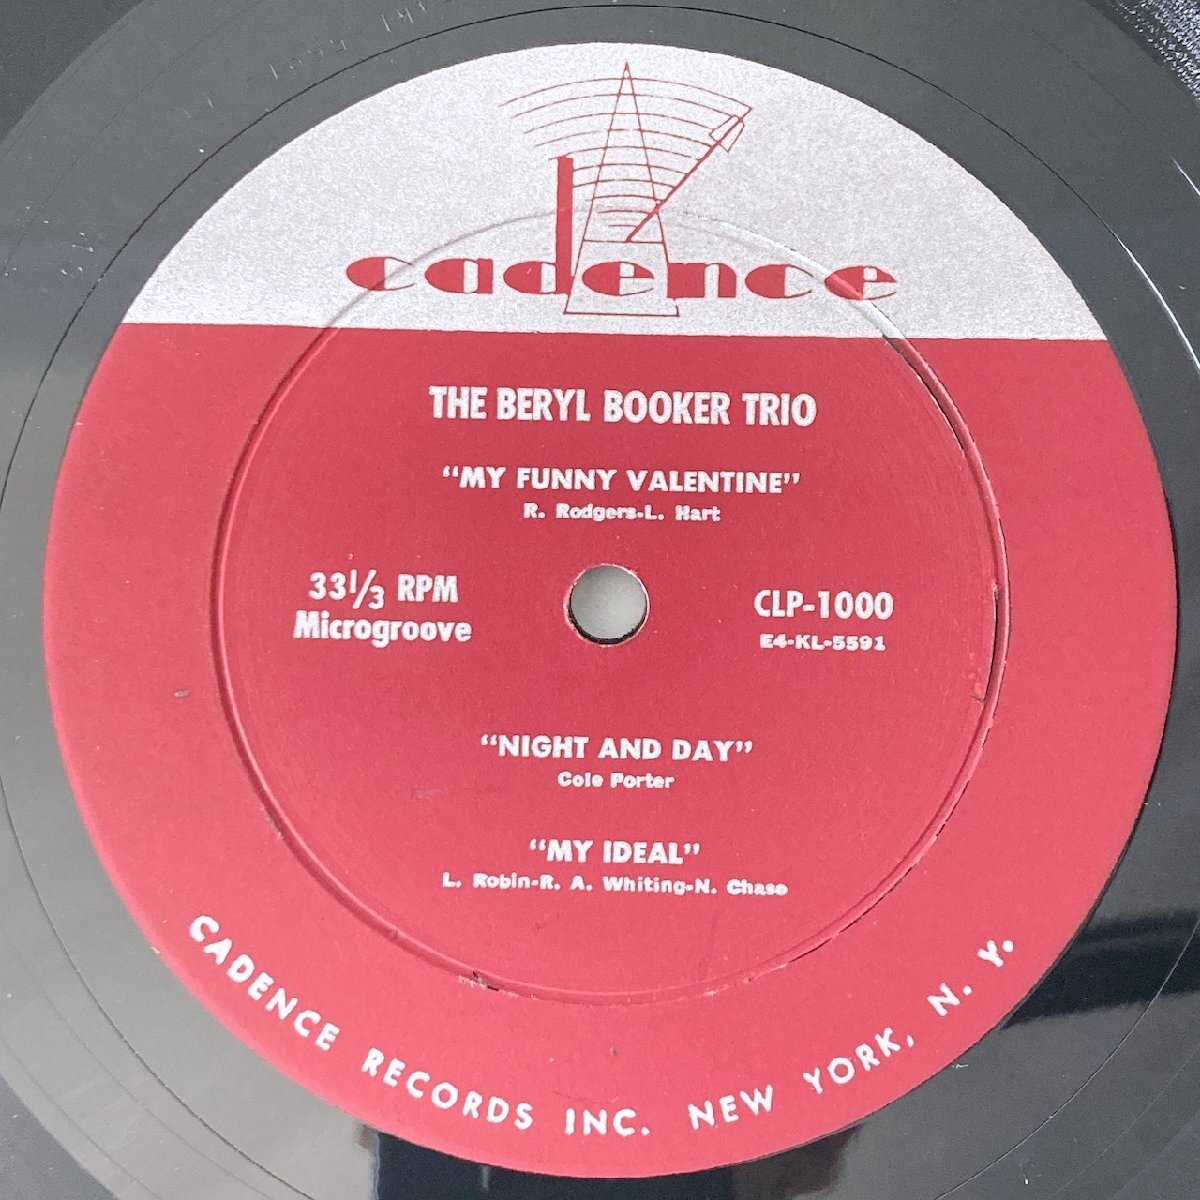 cadence
THE BERYL BOOKER TRIO
"MY FUNNY VALENTINE"
R. Rodgers-L. Hart
33 1/3 RPM
Microgroove
CLP-1000
E4-KL-5591
"NIGHT AND DAY"
Cole Porter
"MY IDEAL"
L. Robin-R. A. Whiting-N. Chase
CADENCE RECORDS INC. NEW YORK, N. Y.